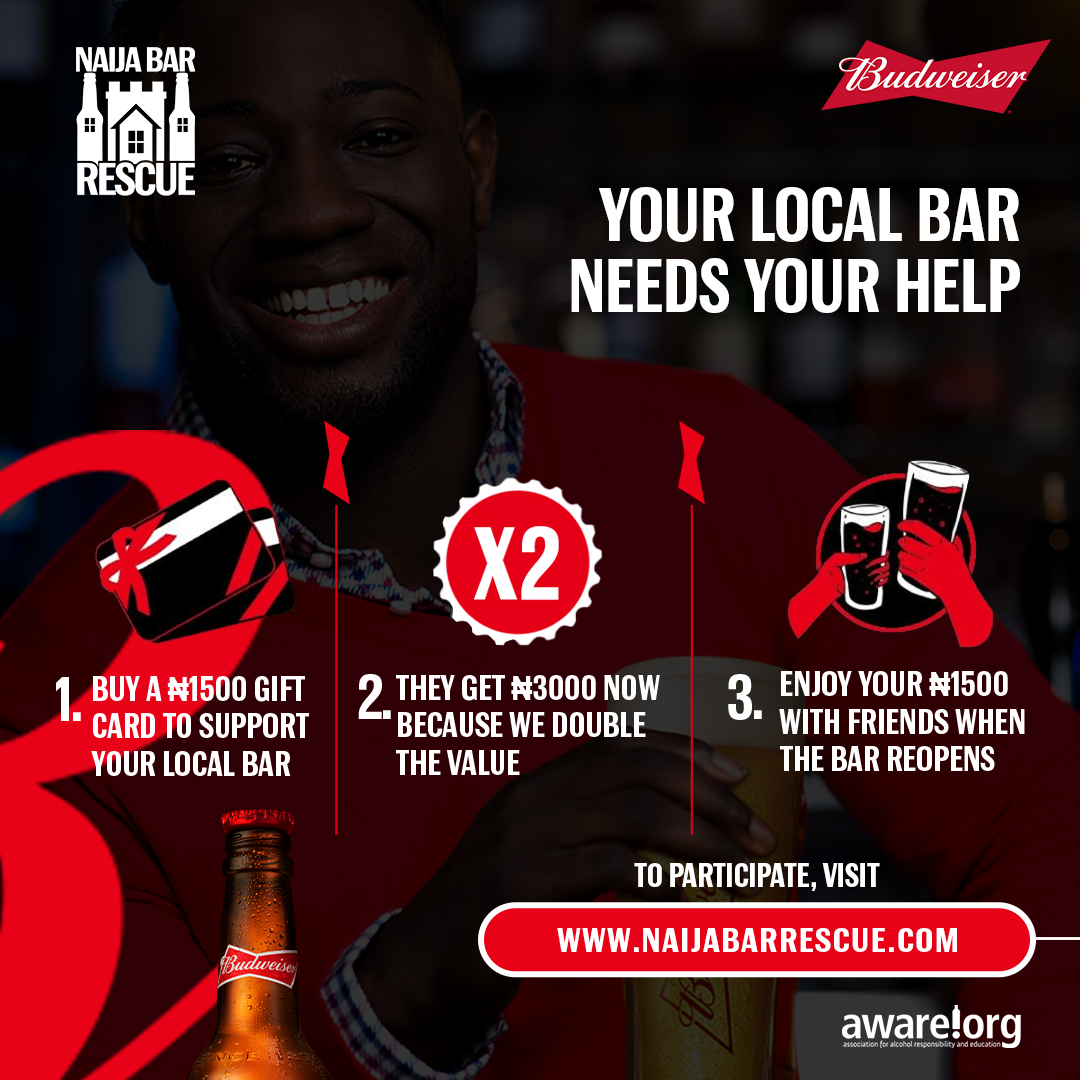 NAIJA BAR
RESCUE
Budweiser
YOUR LOCAL BAR
NEEDS YOUR HELP
X2
1. BUY A ₦1500 GIFT
CARD TO SUPPORT
YOUR LOCAL BAR
2. THEY GET ₦3000 NOW
BECAUSE WE DOUBLE
THE VALUE
3. ENJOY YOUR ₦1500
WITH FRIENDS WHEN
THE BAR REOPENS
Budweiser
TO PARTICIPATE, VISIT
WWW.NAIJABARRESCUE.COM
aware!org
association for alcohol responsibility and education